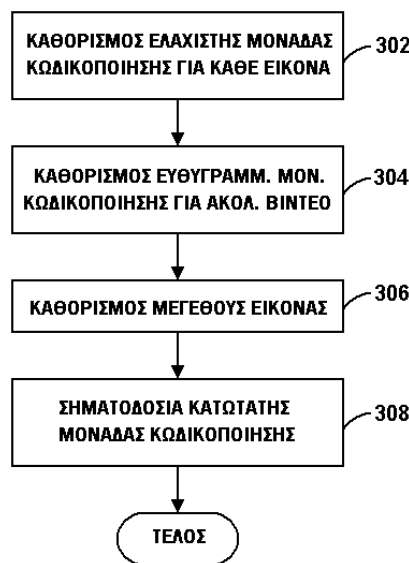 ΚΑΘΟΡΙΣΜΟΣ ΕΛΑΧΙΣΤΗΣ ΜΟΝΑΔΑΣ
ΚΩΔΙΚΟΠΟΙΗΣΗΣ ΓΙΑ ΚΑΘΕ ΕΙΚΟΝΑ
302
ΚΑΘΟΡΙΣΜΟΣ ΕΥΘΥΓΡΑΜΜ. ΜΟΝ.
ΚΩΔΙΚΟΠΟΙΗΣΗΣ ΓΙΑ ΑΚΟΛ. ΒΙΝΤΕΟ
304
ΚΑΘΟΡΙΣΜΟΣ ΜΕΓΕΘΟΥΣ ΕΙΚΟΝΑΣ
306
ΣΗΜΑΤΟΔΟΣΙΑ ΚΑΤΩΤΑΤΗΣ
ΜΟΝΑΔΑΣ ΚΩΔΙΚΟΠΟΙΗΣΗΣ
308
ΤΕΛΟΣ